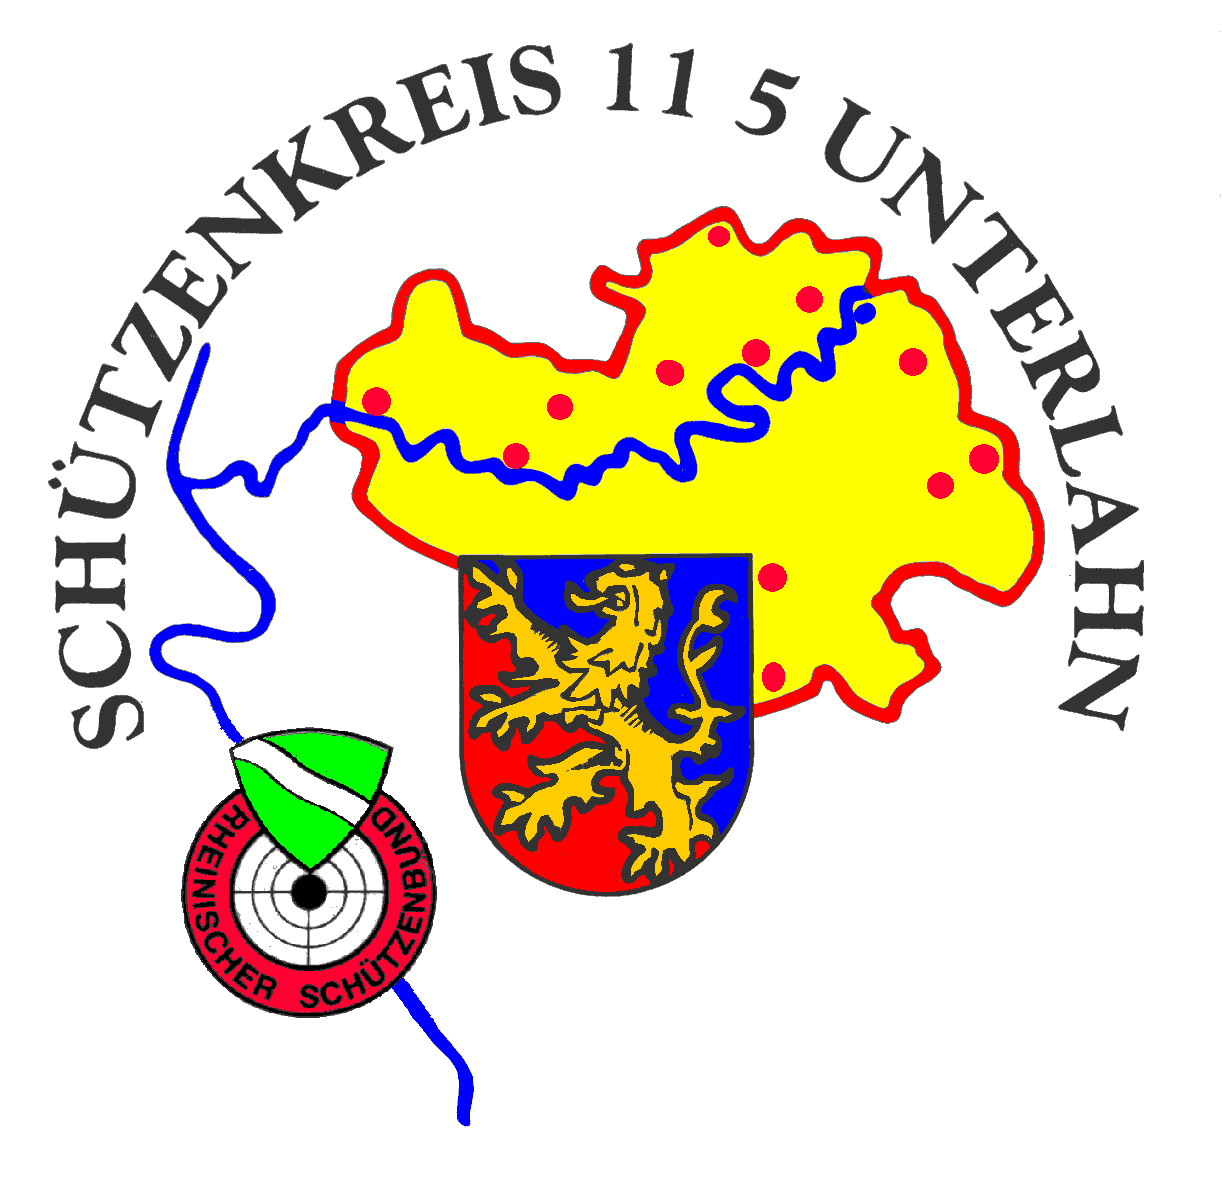 SCHÜTZENKREIS 11 5 UNTERLAHN
RHEINISCHER SCHÜTZENBUND